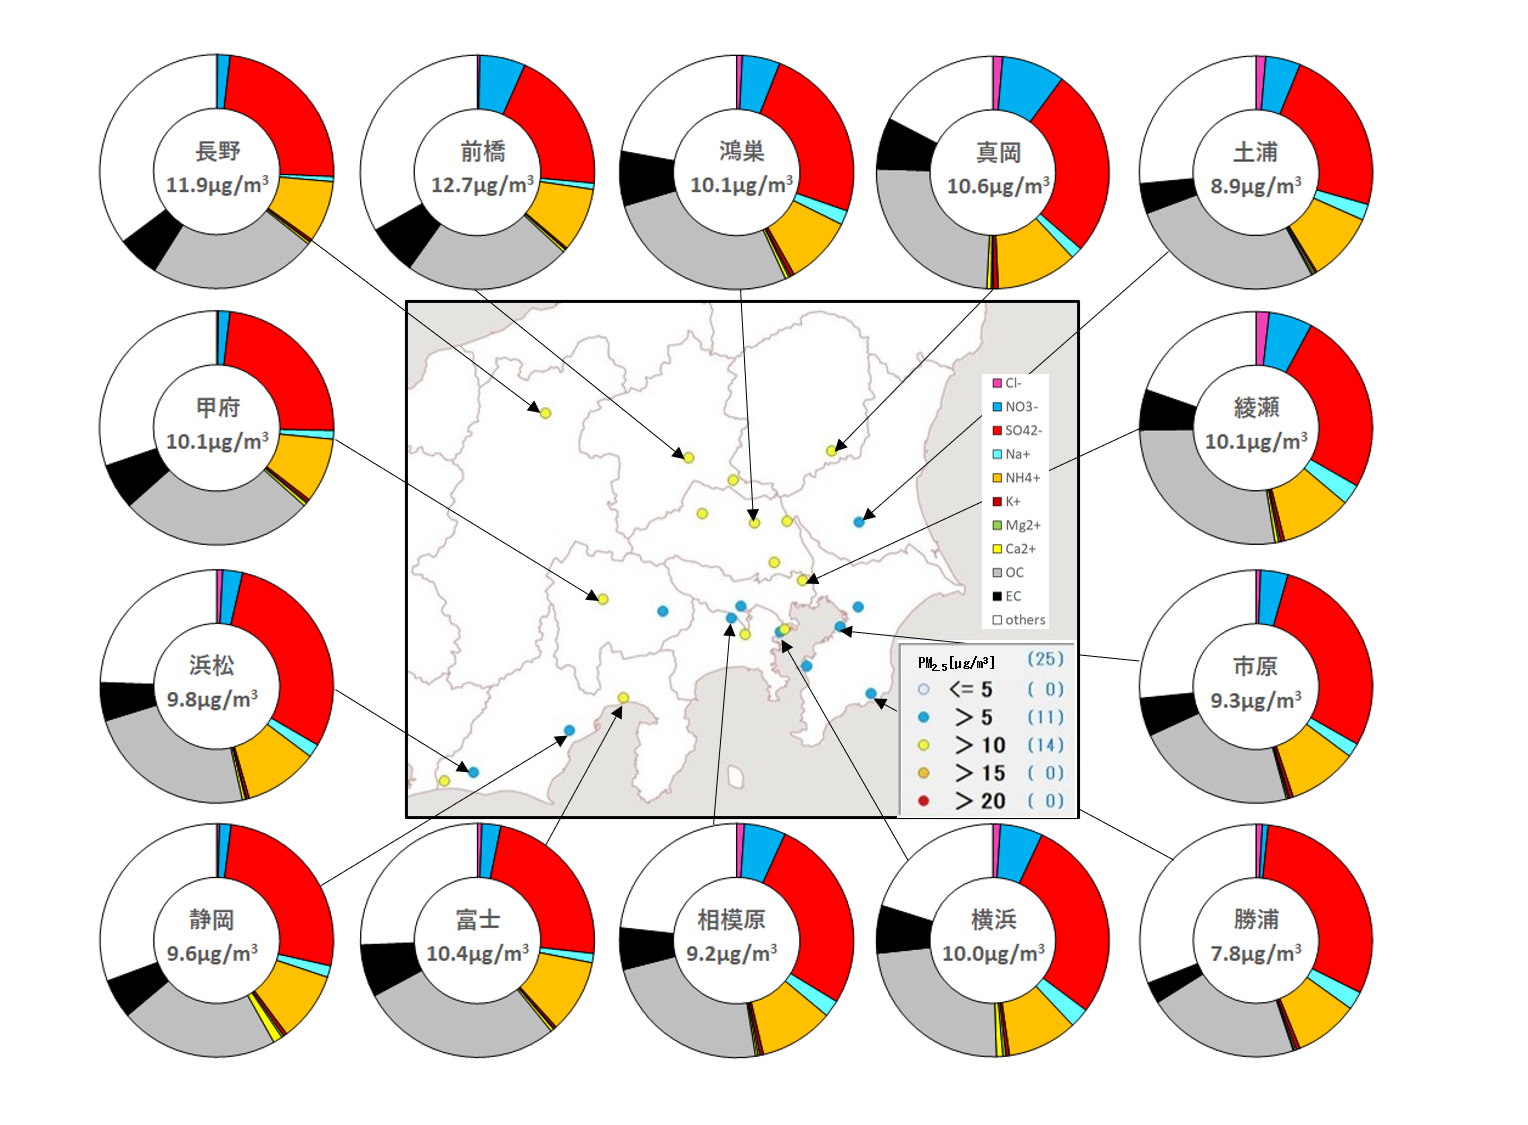 長野
11.9μg/m³
前橋
12.7μg/m³
鴻巣
10.1μg/m³
真岡
10.6μg/m³
土浦
8.9μg/m³
甲府
10.1μg/m³
綾瀬
10.1μg/m³
Cl-
NO3-
SO42-
Na+
NH4+
K+
Mg2+
Ca2+
OC
EC
others
浜松
9.8μg/m³
市原
9.3μg/m³
PM2.5[μg/m³] (25)
<= 5 ( 0)
> 5 (11)
> 10 (14)
> 15 ( 0)
> 20 ( 0)
静岡
9.6μg/m³
富士
10.4μg/m³
相模原
9.2μg/m³
横浜
10.0μg/m³
勝浦
7.8μg/m³